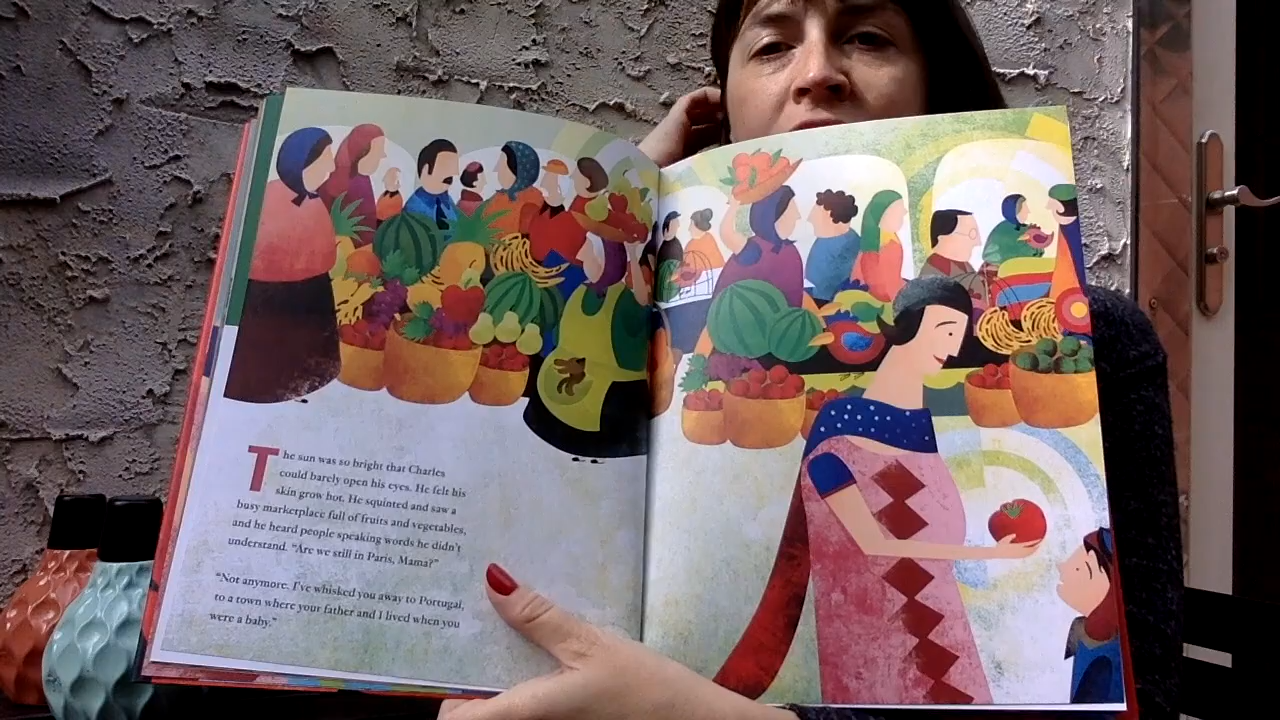 The sun was so bright that Charles
could barely open his eyes. He felt his
skin grow hot. He squinted and saw a
busy marketplace full of fruits and vegetables,
and he heard people speaking words he didn't
understand. "Are we still in Paris, Mama?"
"Not anymore. I've whisked you away to Portugal,
to a town where your father and I lived when you
were a baby."